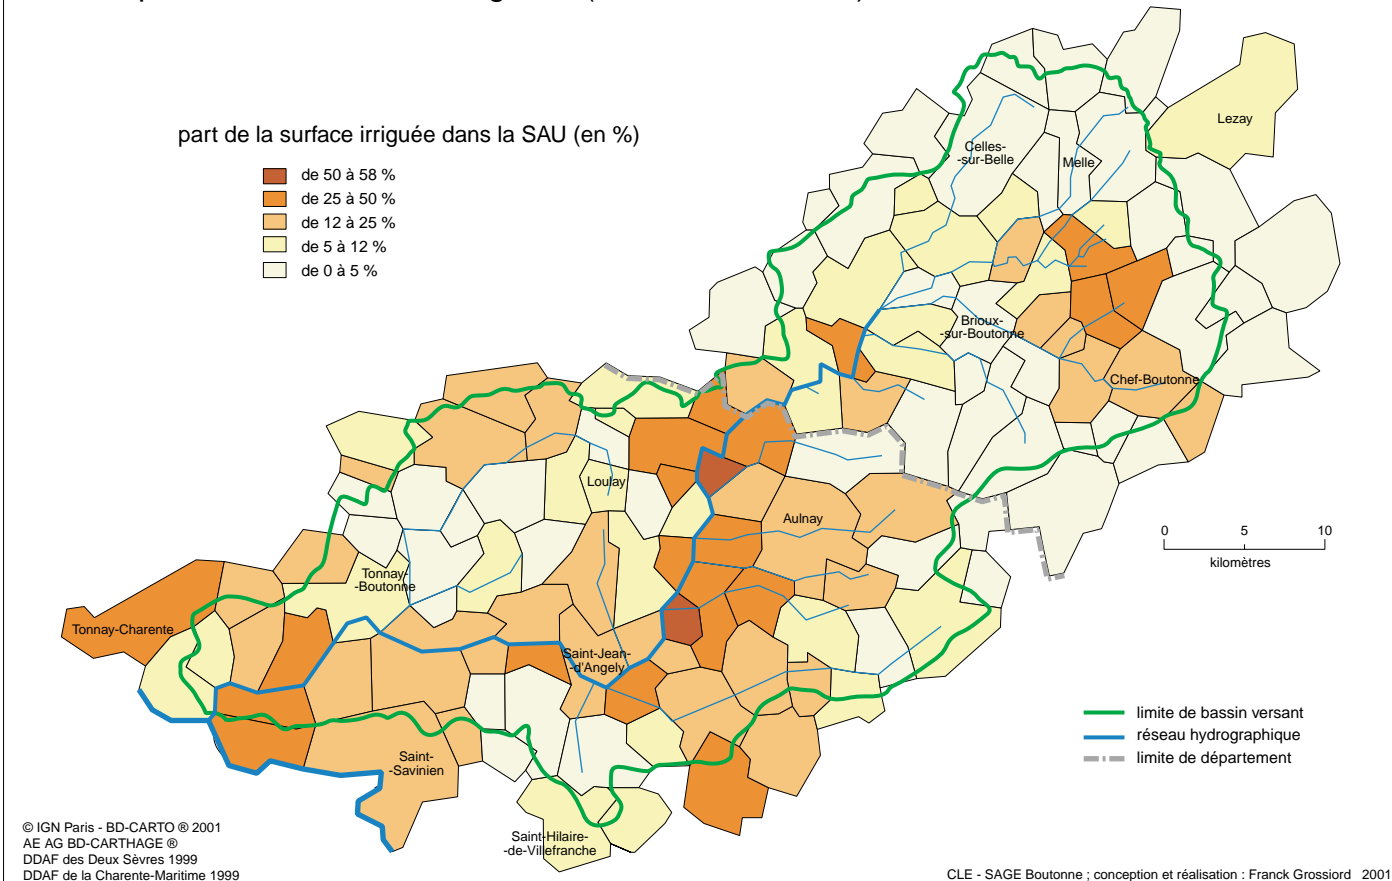 part de la surface irriguée dans la SAU (en %)
de 50 à 58 %
de 25 à 50 %
de 12 à 25 %
de 5 à 12 %
de 0 à 5 %
Lezay
Celles-
-sur-Belle
Melle
Brioux-
-sur-Boutonne
Chef-Boutonne
Loulay
Aulnay
0 5 10
kilomètres
Tonnay-
-Boutonne
Tonnay-Charente
Saint-Jean-
-d'Angely
Saint-
-Savinien
limite de bassin versant
réseau hydrographique
limite de département
Saint-Hilaire-
-de-Villefranche
© IGN Paris - BD-CARTO ® 2001
AE AG BD-CARTHAGE ®
DDAF des Deux Sèvres 1999
DDAF de la Charente-Maritime 1999
CLE - SAGE Boutonne ; conception et réalisation : Franck Grossiord 2001